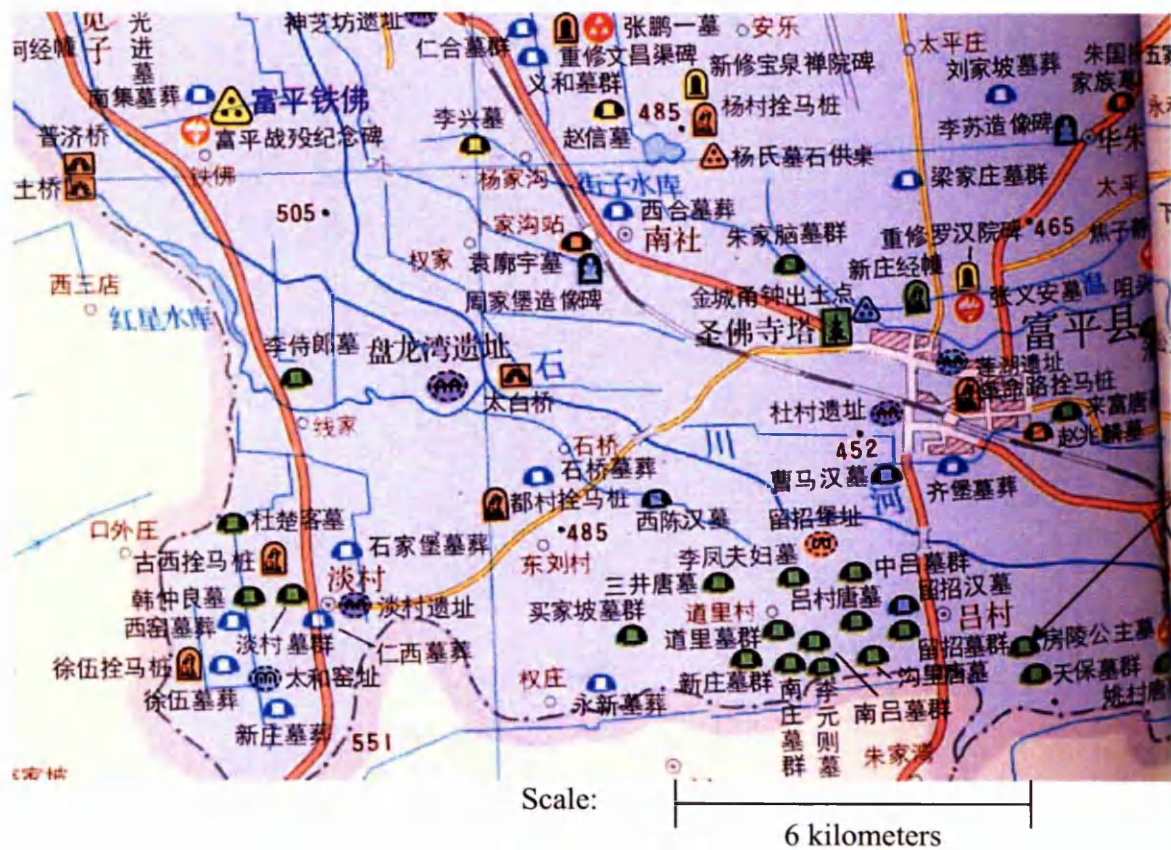 神芝坊遗址
仁合墓群
张鹏一墓
安乐
太平庄
觅子
光进墓
河经幢
重修文昌渠碑
新修宝泉禅院碑
刘家坡墓葬
家族墓
南集墓葬
富平铁佛
义和墓群
485
杨村拴马桩
富平战殁纪念碑
李兴墓
赵信墓
李苏造像碑
华朱
普济桥
铁佛
杨家沟
杨氏墓石供桌
土桥
街子水库
梁家庄墓群
太平
505
家沟站
西合墓葬
南社
朱家脑墓群
重修罗汉院碑
465
权家
袁廓宇墓
新庄经幢
西三店
周家堡造像碑
金城甬钟出土点
张义安墓
温
红星水库
圣佛寺塔
富平县
李侍郎墓
盘龙湾遗址
石
莲湖遗址
太白桥
杜村遗址
革命路拴马桩
来富唐
线家
石桥
川
452
赵兆麟墓
石桥墓葬
曹马汉墓
齐堡墓葬
都村拴马桩
西陈汉墓
河
口外庄
杜楚客墓
485
留招堡址
古西拴马桩
石家堡墓葬
东刘村
李凤夫妇墓
中吕墓群
韩仲良墓
淡村
三井唐墓
留招汉墓
淡村遗址
买家坡墓群
道里村
吕村唐墓
吕村
西窑墓葬
淡村墓群
仁西墓葬
道里墓群
留招墓群
房陵公主墓
徐伍拴马桩
太和窑址
权庄
新庄墓群
沟里唐墓
天保墓群
徐伍墓葬
永新墓葬
南庄墓群
李元则墓
南吕墓群
姚村唐
新庄墓葬
551
朱家湾
Scale:
6 kilometers